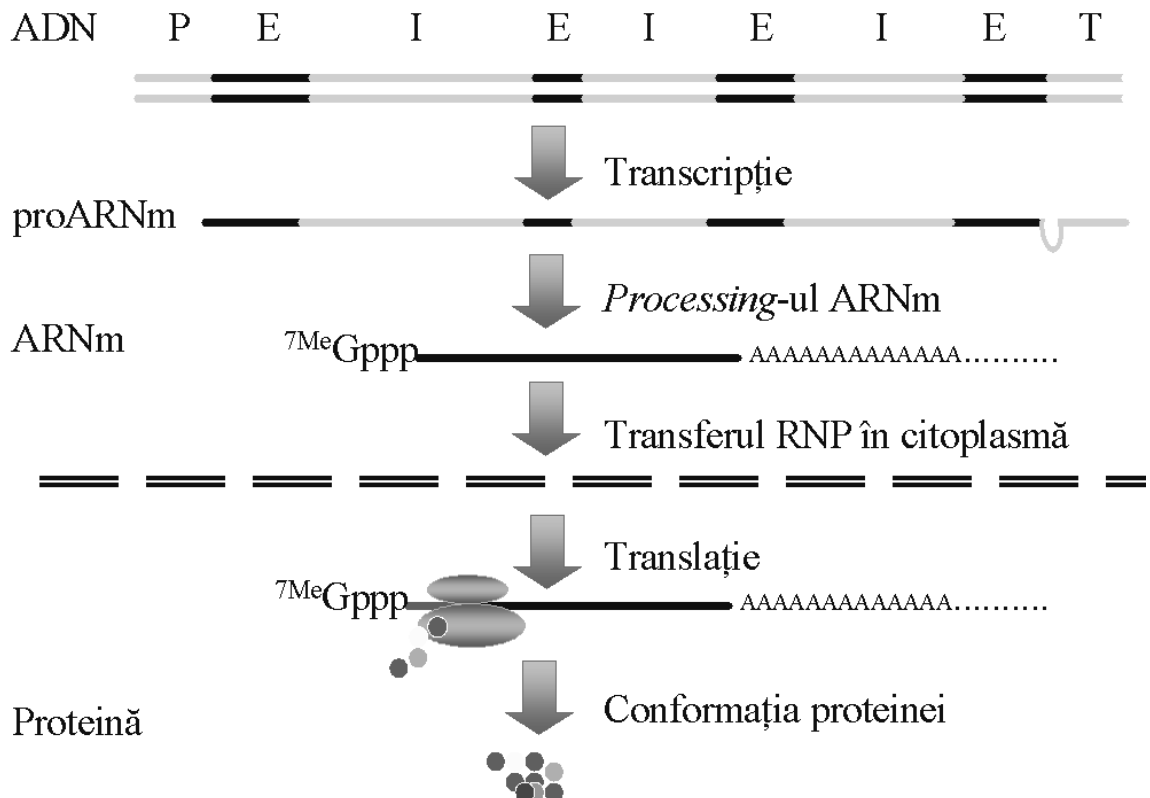 ADN P E I E I E I E T
Transcripție
proARNm
Processing-ul ARNm
ARNm
7MeGppp AAAAAAAAAAAAA..........
Transferul RNP în citoplasmă
Translație
7MeGppp AAAAAAAAAAAAA..........
Conformația proteinei
Proteină